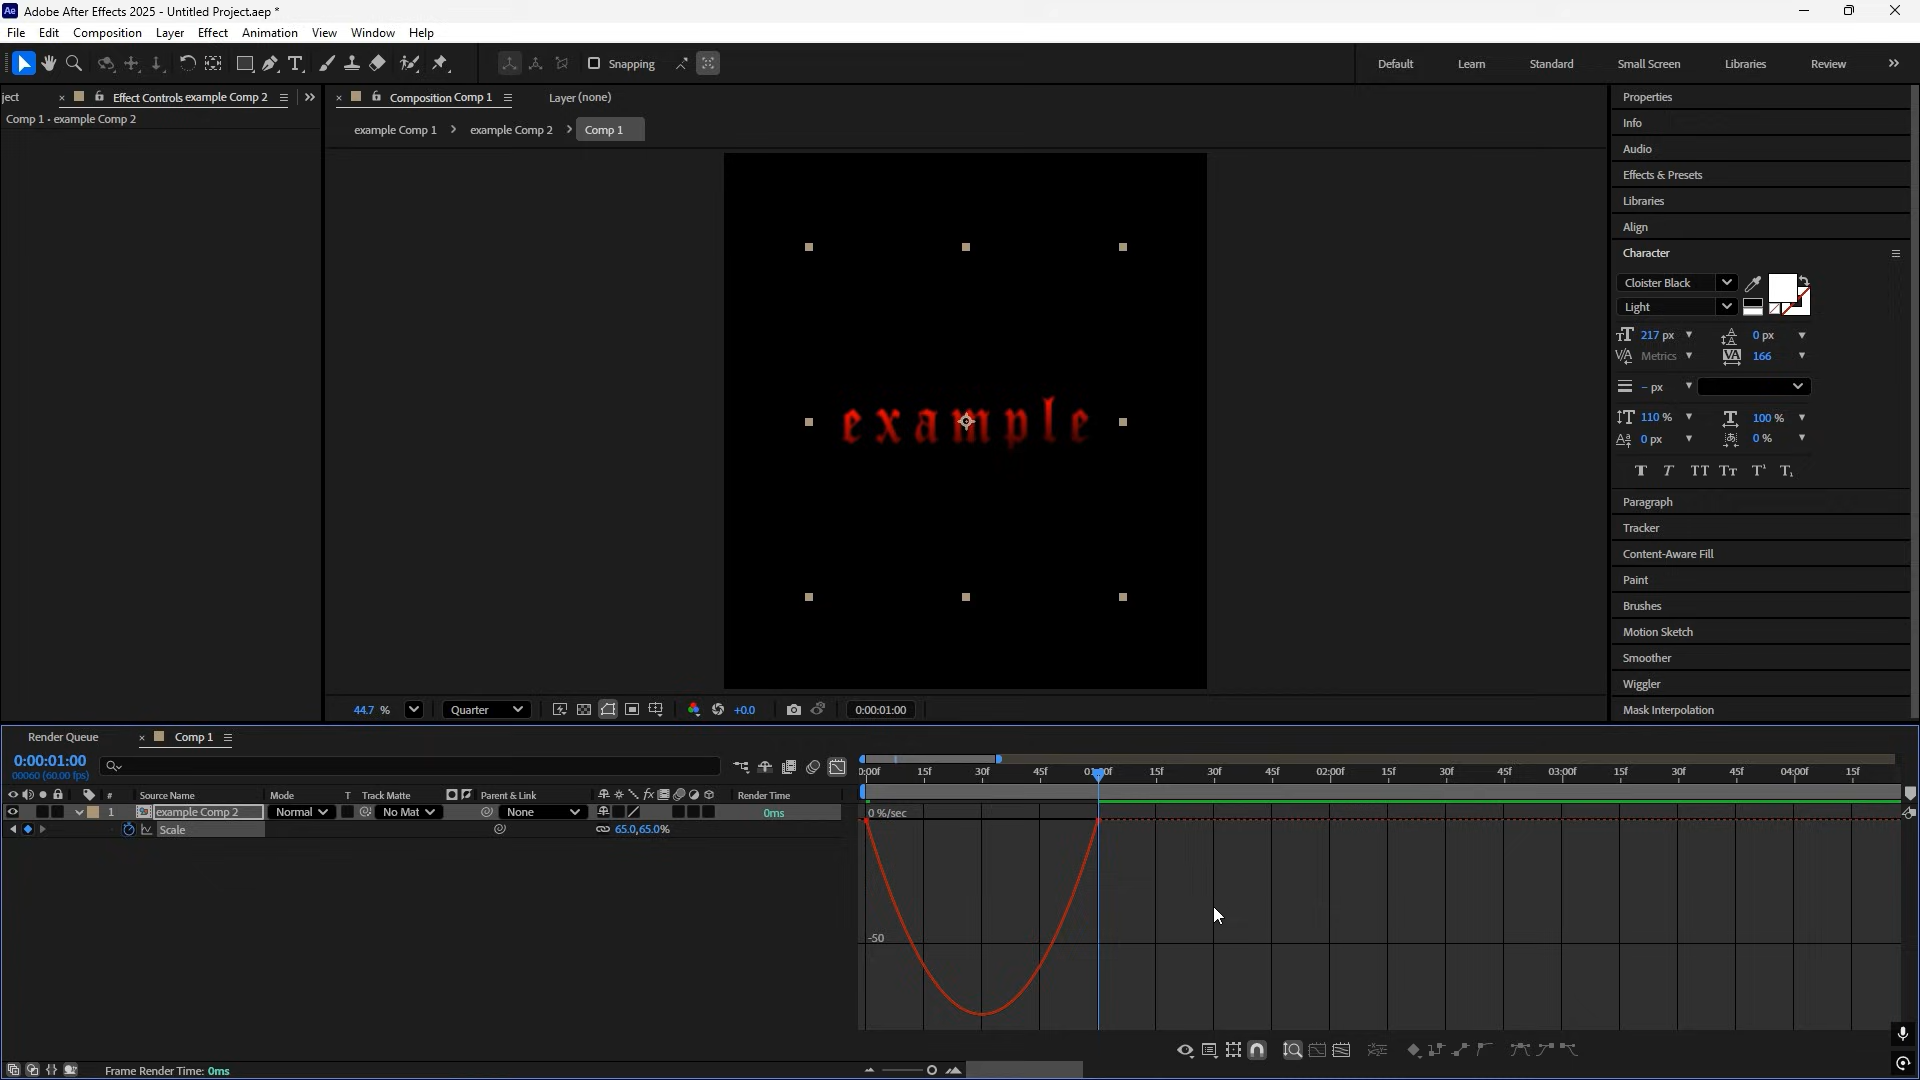 Adobe After Effects 2025 - Untitled Project.aep *
File Edit Composition Layer Effect Animation View Window Help
Snapping
Default Learn Standard Small Screen Libraries Review
ject
Effect Controls example Comp 2
Comp 1 • example Comp 2
Composition Comp 1
Layer (none)
example Comp 1 example Comp 2 Comp 1
example
44.7 %
Quarter
+0.0
0:00:01:00
Properties
Info
Audio
Effects & Presets
Libraries
Align
Character
Cloister Black
Light
217 px 0 px
Metrics 166
- px
110 % 100 %
0 px 0 %
Paragraph
Tracker
Content-Aware Fill
Paint
Brushes
Motion Sketch
Smoother
Wiggler
Mask Interpolation
Render Queue
Comp 1
0:00:01:00
00060 (60.00 fps)
# Source Name Mode T Track Matte Parent & Link Render Time
1 example Comp 2 Normal No Mat None 0ms
Scale 65.0,65.0%
0:00f 15f 30f 45f 01:00f 15f 30f 45f 02:00f 15f 30f 45f 03:00f 15f 30f 45f 04:00f 15f
0 %/sec
-50
Frame Render Time: 0ms